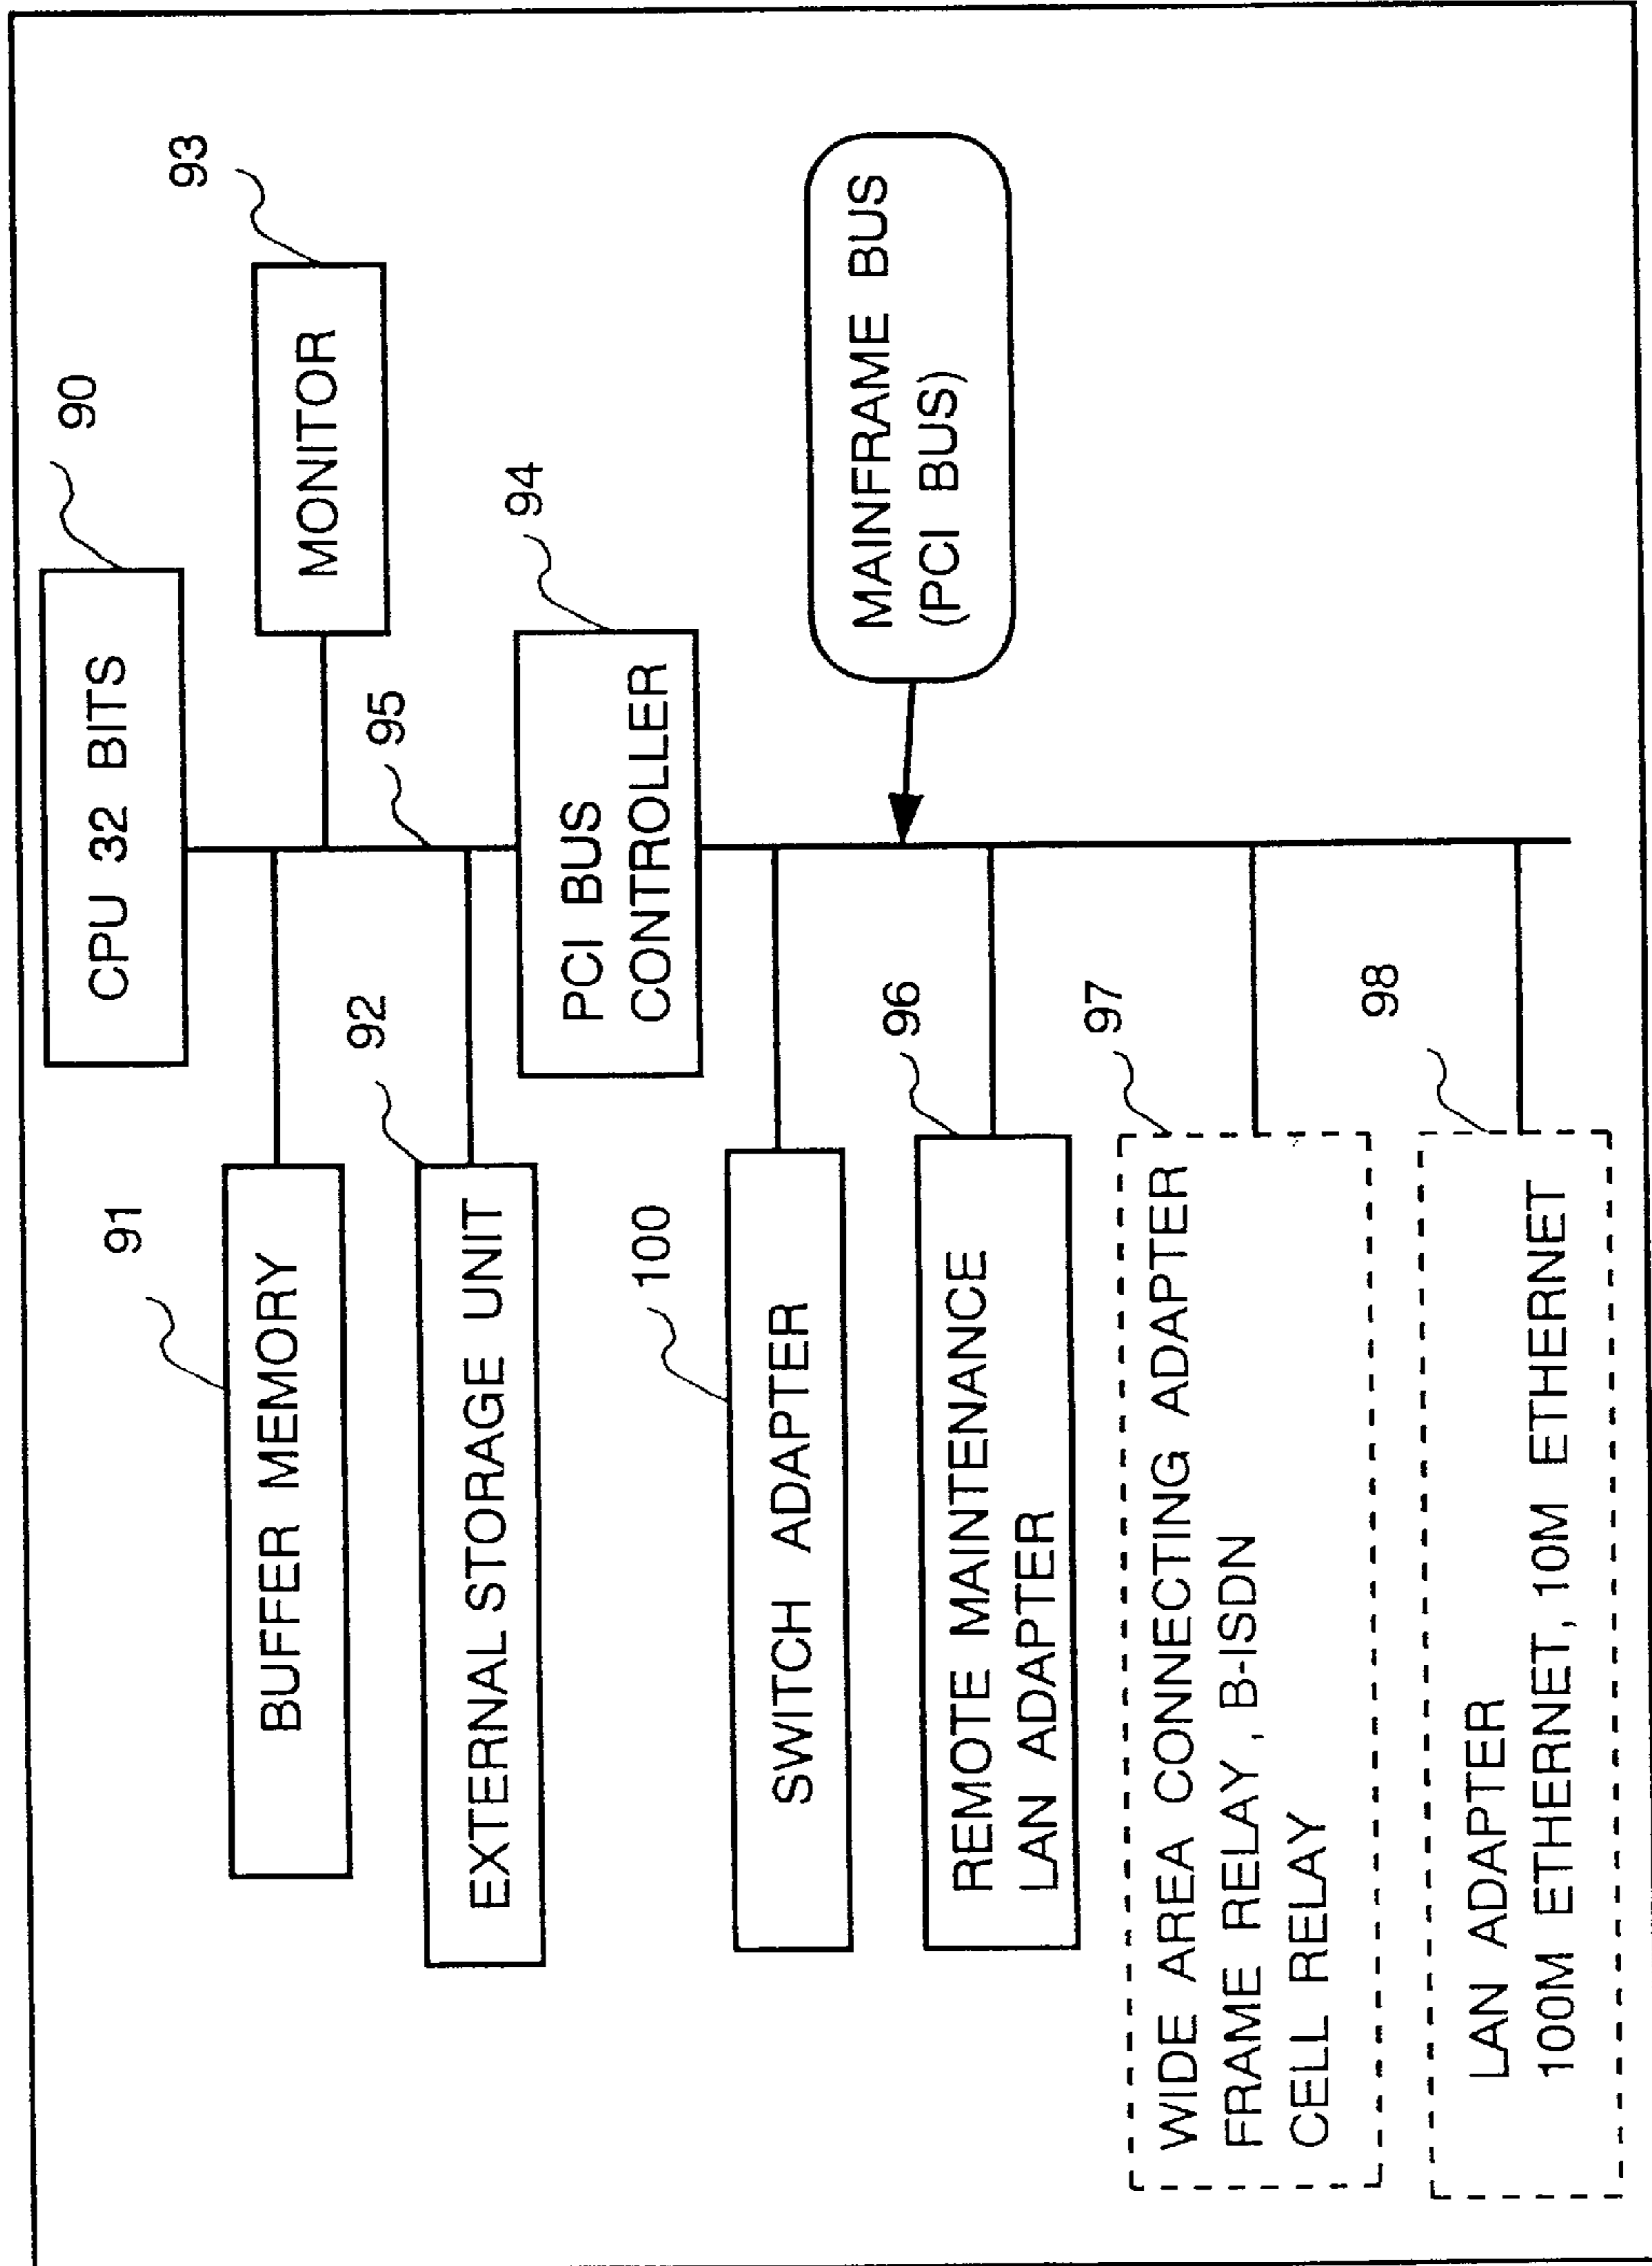 90
CPU 32 BITS
91
BUFFER MEMORY
93
MONITOR
92
EXTERNAL STORAGE UNIT
95
94
PCI BUS
CONTROLLER
100
SWITCH ADAPTER
MAINFRAME BUS
(PCI BUS)
96
REMOTE MAINTENANCE
LAN ADAPTER
97
WIDE AREA CONNECTING ADAPTER
FRAME RELAY, B-ISDN
CELL RELAY
98
LAN ADAPTER
100M ETHERNET, 10M ETHERNET